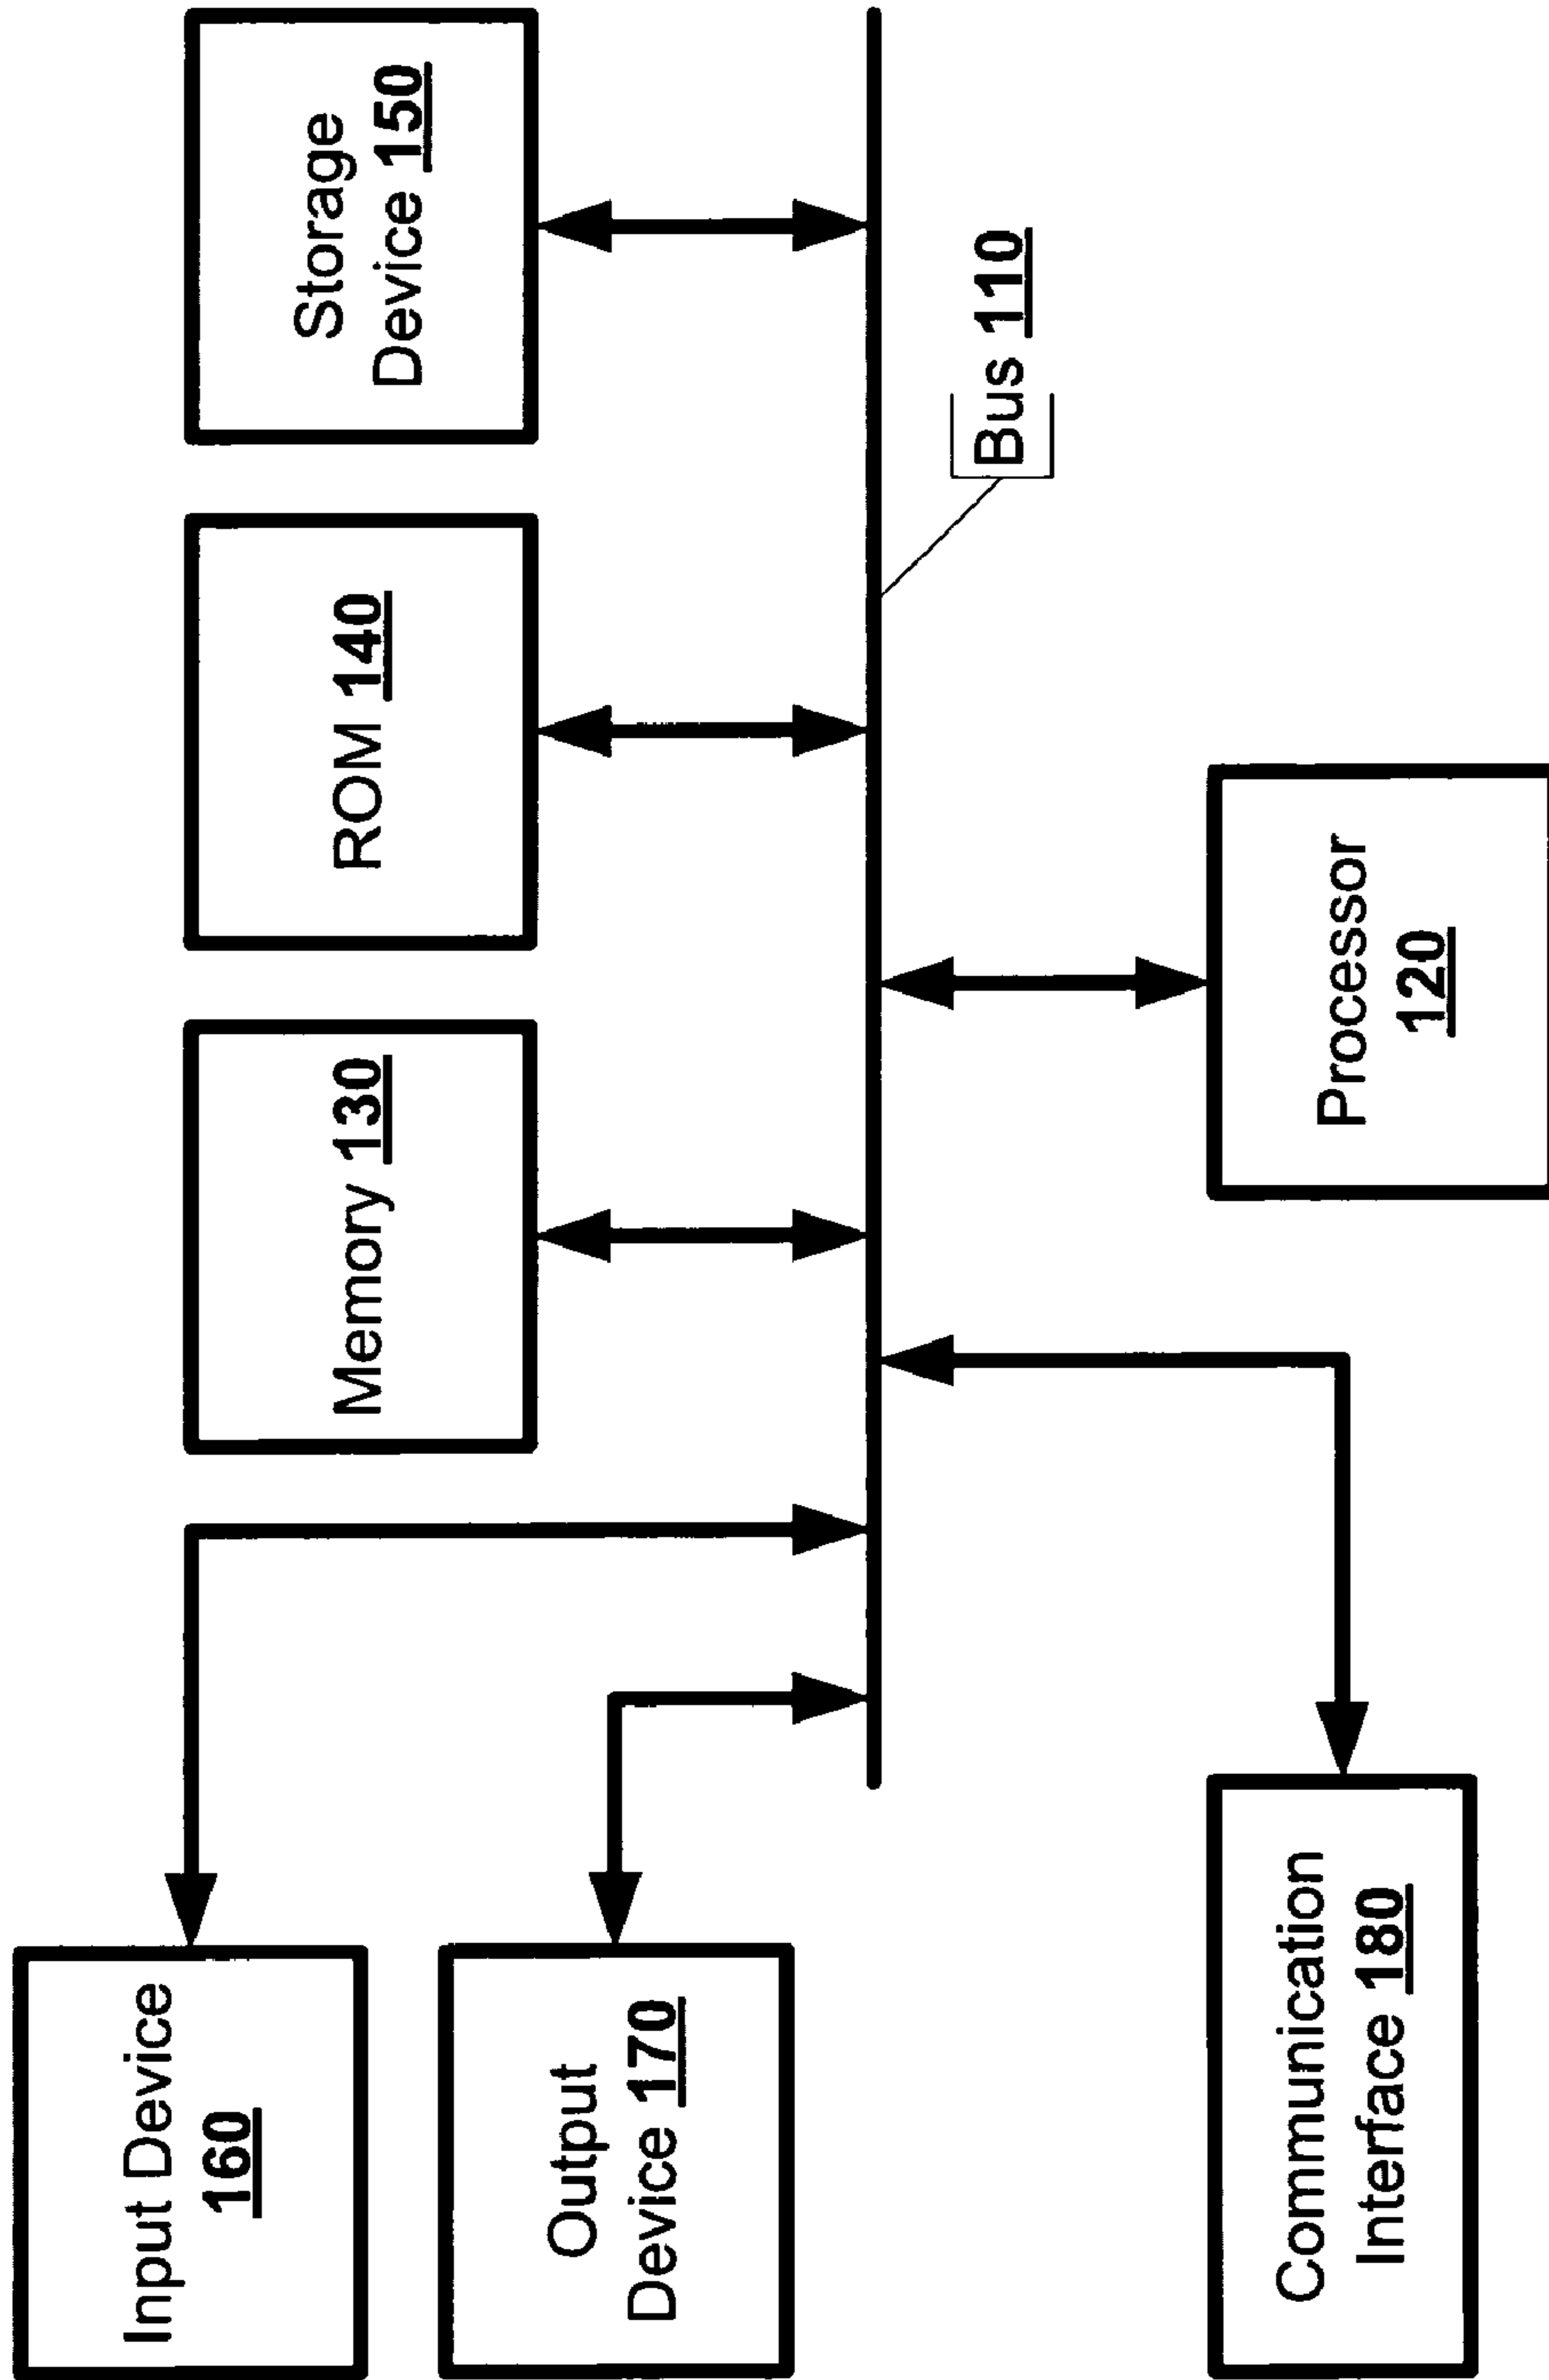 Input Device
160
Memory 130
ROM 140
Storage
Device 150
Output
Device 170
Bus 110
Communication
Interface 180
Processor
120